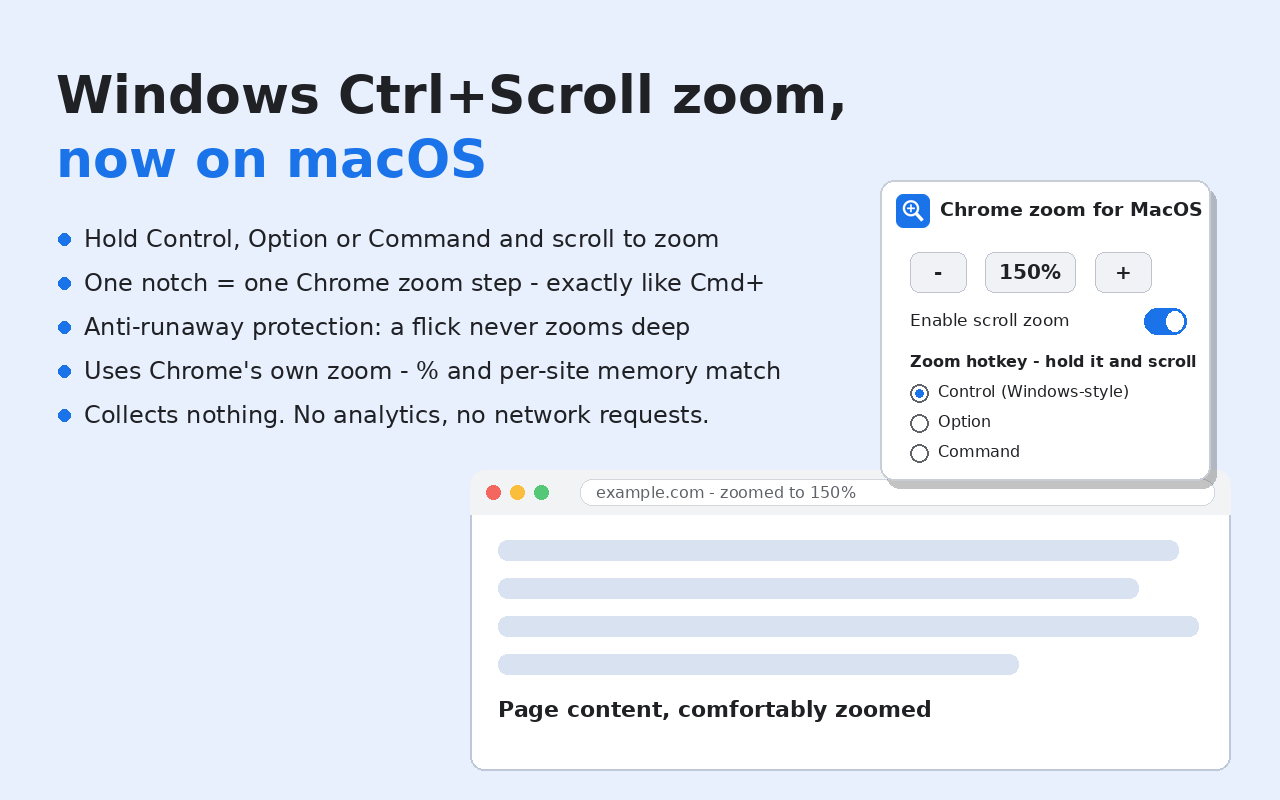 Windows Ctrl+Scroll zoom,
now on macOS
Hold Control, Option or Command and scroll to zoom
One notch = one Chrome zoom step - exactly like Cmd+
Anti-runaway protection: a flick never zooms deep
Uses Chrome's own zoom - % and per-site memory match
Collects nothing. No analytics, no network requests.
Chrome zoom for MacOS
- 150% +
Enable scroll zoom
Zoom hotkey - hold it and scroll
Control (Windows-style)
Option
Command
example.com - zoomed to 150%
Page content, comfortably zoomed